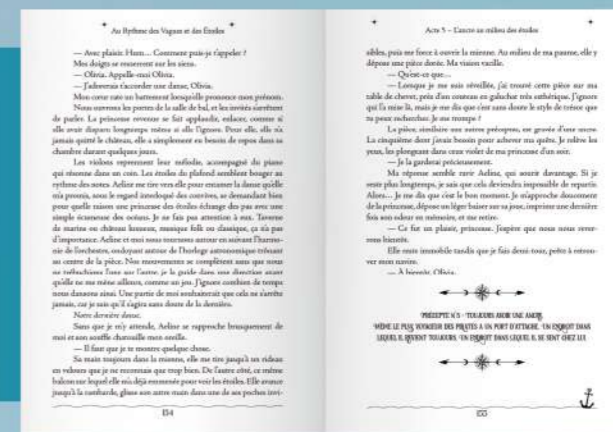 Au Rythme des Vagues et des Étoiles
— Avec plaisir. Hum… Comment puis-je t'appeler ?
Mes doigts se resserrent sur les siens.
— Olivia. Appelle-moi Olivia.
— J'adorerais t'accorder une danse, Olivia.
Mon cœur rate un battement lorsqu'elle prononce mon prénom.
Nous ouvrons les portes de la salle de bal, et les invités s'arrêtent
de parler. La princesse revenue se fait applaudir, enlacer, comme si
elle avait disparu longtemps même si elle l'ignore. Pour elle, elle n'a
jamais quitté le château, elle a simplement eu besoin de repos dans sa
chambre durant quelques jours.
Les violons reprennent leur mélodie, accompagné du piano
qui résonne dans un coin. Les étoiles du plafond semblent bouger au
rythme des notes. Aeline me tire vers elle pour entamer la danse qu'elle
m'a promis, sous le regard interloqué des convives, se demandant bien
pour quelle raison une princesse des étoiles échange des pas avec une
simple écumeuse des océans. Je ne fais pas attention à eux. Taverne
de marins ou château luxueux, musique folk ou classique, ça n'a pas
d'importance. Aeline et moi nous tournons autour en suivant l'harmo-
nie de l'orchestre, ondoyant autour de l'horloge astronomique trônant
au centre de la pièce. Nos mouvements se complètent sans que nous
ne trébuchions l'une sur l'autre, je la guide dans une direction avant
qu'elle ne me mène ailleurs, comme un jeu. J'ignore combien de temps
nous dansons ainsi. Une partie de moi souhaiterait que cela ne s'arrête
jamais, car je sais qu'il s'agira sans doute de la dernière.
Notre dernière danse.
Sans que je m'y attende, Aeline se rapproche brusquement de
moi et son souffle chatouille mon oreille.
— Il faut que je te montre quelque chose.
Sa main toujours dans la mienne, elle me tire jusqu'à un rideau
en velours que je ne reconnais que trop bien. De l'autre côté, ce même
balcon sur lequel elle m'a déjà emmenée pour voir les étoiles. Elle avance
jusqu'à la rambarde, glisse son autre main dans une de ses poches invi-
154
Acte 5 – L'ancre au milieu des étoiles
sibles, puis me force à ouvrir la mienne. Au milieu de ma paume, elle y
dépose une pièce dorée. Ma vision vacille.
— Qu'est-ce que…
— Lorsque je me suis réveillée, j'ai trouvé cette pièce sur ma
table de chevet, près d'un couteau en galuchat très esthétique. J'ignore
qui l'a mise là, mais je me dis que c'est sans doute le style de trésor que
tu peux rechercher. Je me trompe ?
La pièce, similaire aux autres préceptes, est gravée d'une ancre.
La cinquième dont j'avais besoin pour achever ma quête. Je relève les
yeux, les plongeant dans ceux violet de ma princesse d'un soir.
— Je la garderai précieusement.
Ma réponse semble ravir Aeline, qui sourit davantage. Si je
reste plus longtemps, je sais que cela deviendra impossible de repartir.
Alors… Je me dis que c'est le bon moment. Je m'approche doucement
de la princesse, dépose un léger baiser sur sa joue, imprime une dernière
fois son odeur en mémoire, et me retire.
— Ce fut un plaisir, princesse. J'espère que nous nous rever-
rons bientôt.
Elle reste immobile tandis que je fais demi-tour, prête à retrou-
ver mon navire.
— À bientôt, Olivia.
PRÉCEPTE N°5 - TOUJOURS AVOIR UNE ANCRE.
MÊME LE PLUS VOYAGEUR DES PIRATES A UN PORT D'ATTACHE. UN ENDROIT DANS
LEQUEL IL REVIENT TOUJOURS. UN ENDROIT DANS LEQUEL IL SE SENT CHEZ LUI.
155